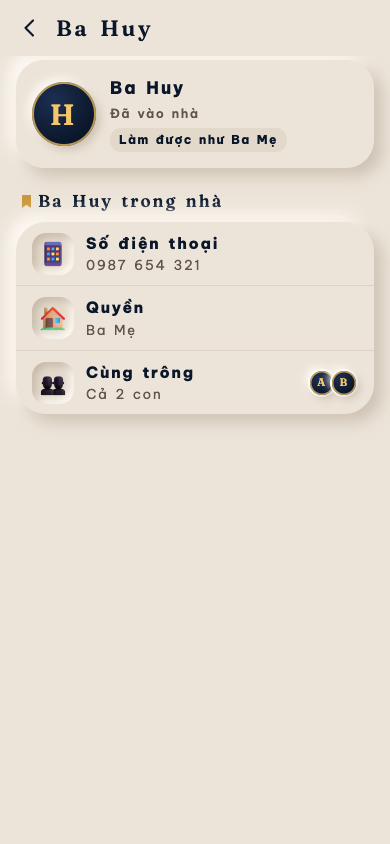 Ba Huy
H
Ba Huy
Đã vào nhà
Làm được như Ba Mẹ
Ba Huy trong nhà
Số điện thoại
0987 654 321
Quyền
Ba Mẹ
Cùng trông
Cả 2 con
A B